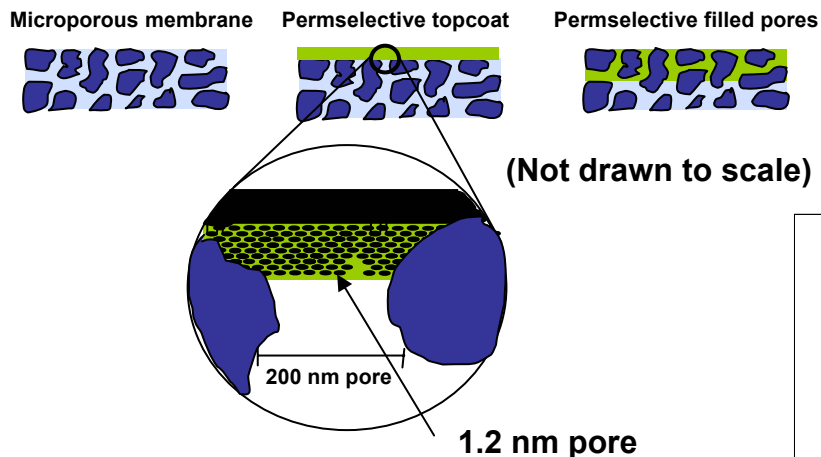 Microporous membrane
Permselective topcoat
Permselective filled pores
(Not drawn to scale)
200 nm pore
1.2 nm pore